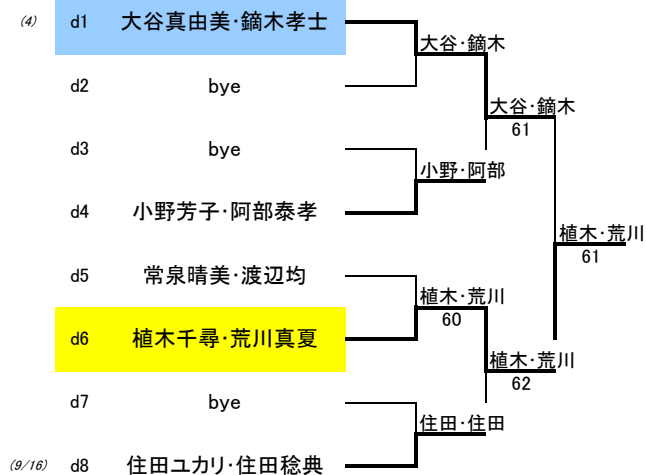 (4) d1 大谷真由美・鏑木孝士
大谷・鏑木
d2 bye
大谷・鏑木
61
d3 bye
小野・阿部
d4 小野芳子・阿部泰孝
植木・荒川
61
d5 常泉晴美・渡辺均
植木・荒川
60
d6 植木千尋・荒川真夏
植木・荒川
62
d7 bye
住田・住田
(9/16) d8 住田ユカリ・住田稔典